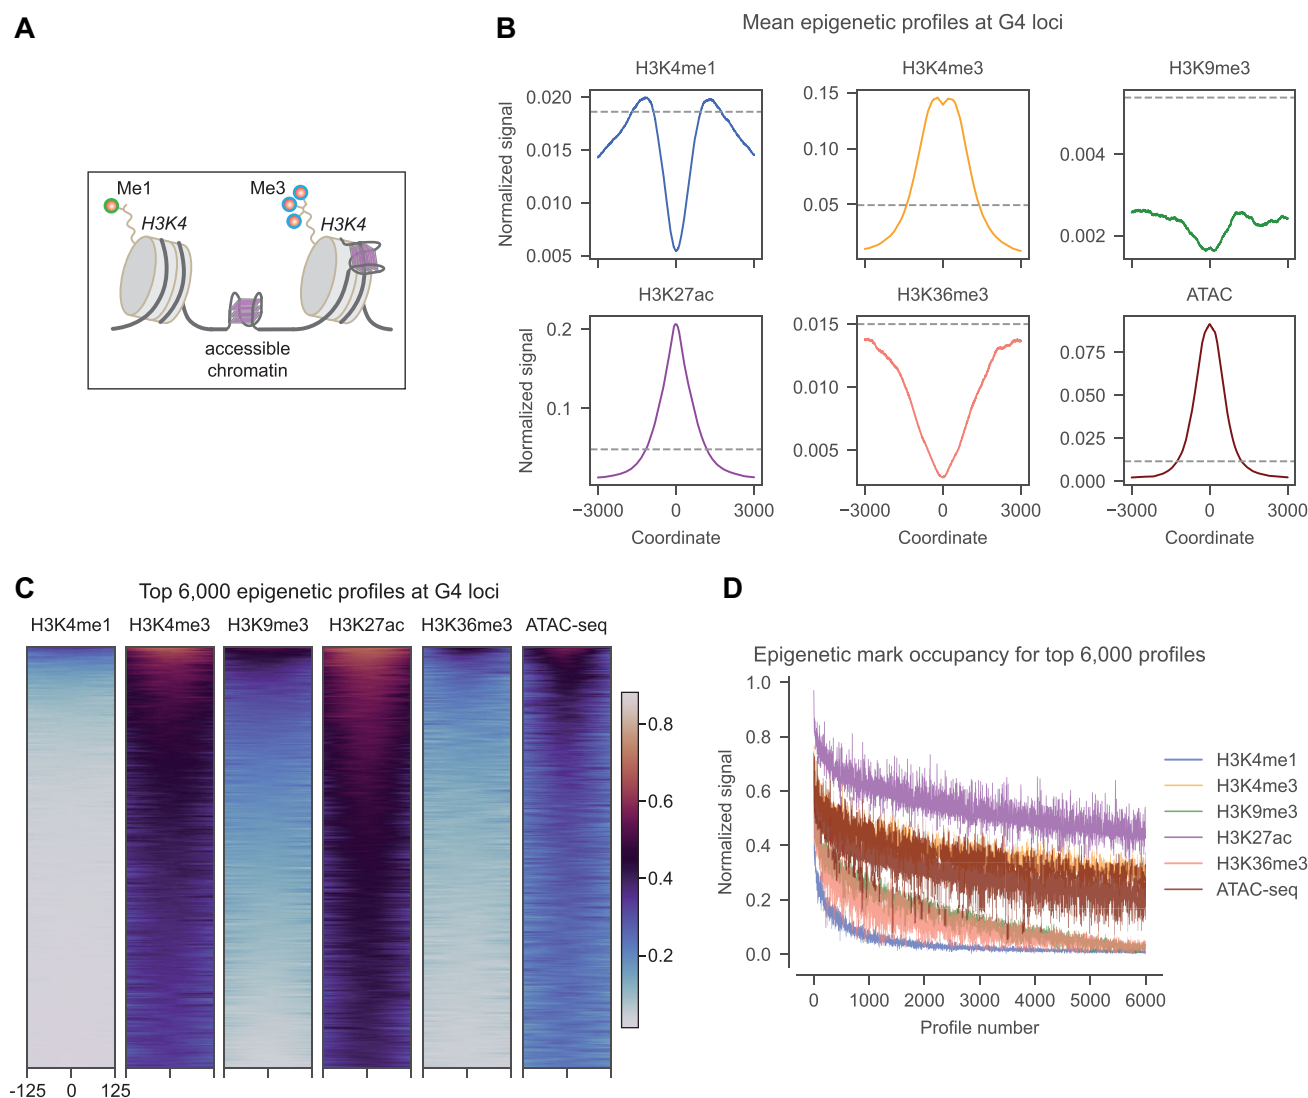 A
Me1
Me3
H3K4
H3K4
accessible
chromatin
B
Mean epigenetic profiles at G4 loci
H3K4me1
H3K4me3
H3K9me3
Normalized signal
0.020
0.015
0.010
0.005
0.15
0.10
0.05
0.004
0.002
H3K27ac
H3K36me3
ATAC
Normalized signal
0.2
0.1
0.015
0.010
0.005
0.075
0.050
0.025
0.000
−3000 0 3000
−3000 0 3000
−3000 0 3000
Coordinate
Coordinate
Coordinate
C
Top 6,000 epigenetic profiles at G4 loci
H3K4me1 H3K4me3 H3K9me3 H3K27ac H3K36me3 ATAC-seq
0.8
0.6
0.4
0.2
-125 0 125
D
Epigenetic mark occupancy for top 6,000 profiles
Normalized signal
1.0
0.8
0.6
0.4
0.2
0.0
0 1000 2000 3000 4000 5000 6000
Profile number
H3K4me1
H3K4me3
H3K9me3
H3K27ac
H3K36me3
ATAC-seq